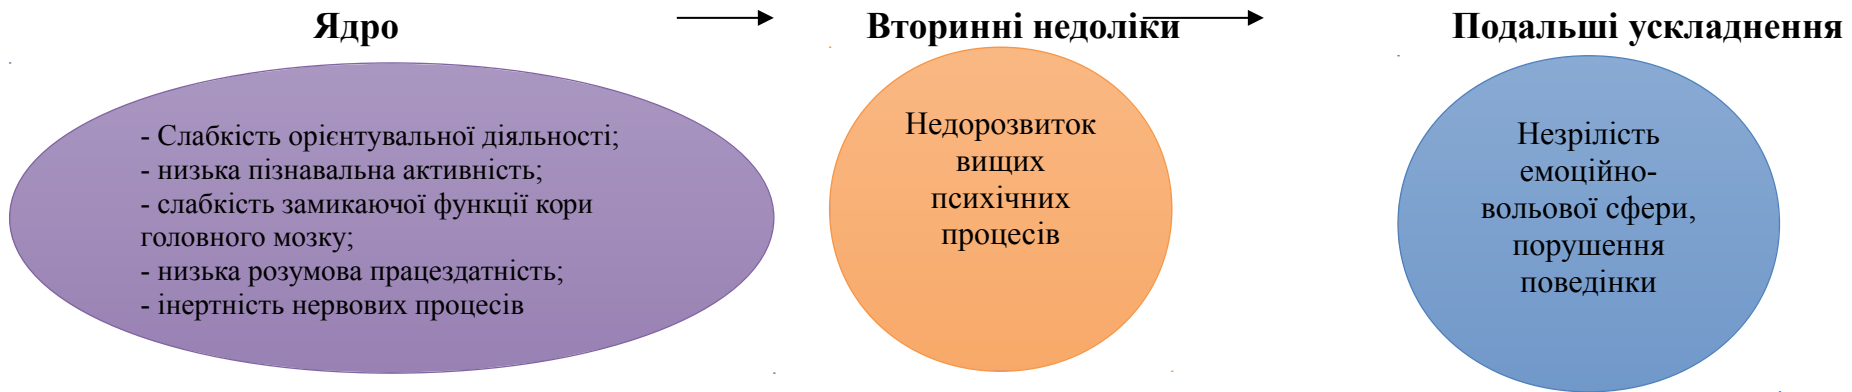 Ядро
Вторинні недоліки
Подальші ускладнення
- Слабкість орієнтувальної діяльності;
- низька пізнавальна активність;
- слабкість замикаючої функції кори
головного мозку;
- низька розумова працездатність;
- інертність нервових процесів
Недорозвиток
вищих
психічних
процесів
Незрілість
емоційно-
вольової сфери,
порушення
поведінки